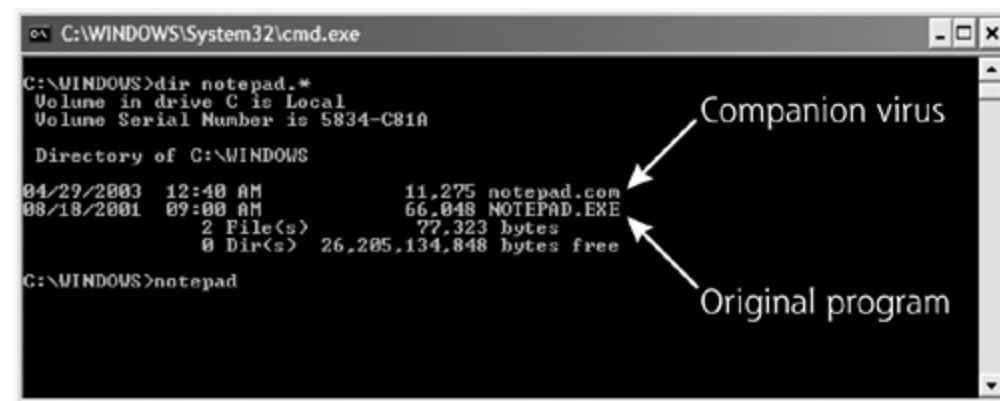 C:\WINDOWS\System32\cmd.exe
C:\WINDOWS>dir notepad.*
Volume in drive C is Local
Volume Serial Number is 5834-C81A
Directory of C:\WINDOWS
04/29/2003 12:40 AM 11,275 notepad.com
08/18/2001 09:00 AM 66,048 NOTEPAD.EXE
2 File(s) 77,323 bytes
0 Dir(s) 26,205,134,848 bytes free
C:\WINDOWS>notepad
Companion virus
Original program